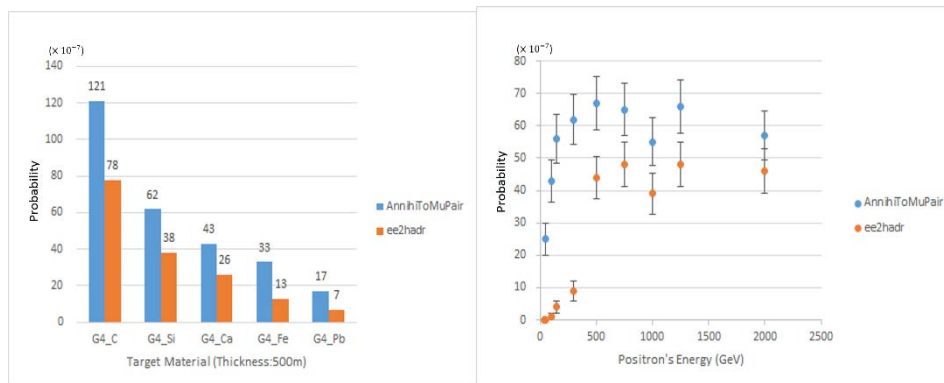 (× 10⁻⁷)
140
120
100
80
60
40
20
0
Probability
121
78
62
38
43
26
33
13
17
7
G4_C G4_Si G4_Ca G4_Fe G4_Pb
Target Material (Thickness:500m)
AnnihiToMuPair
ee2hadr
(× 10⁻⁷)
80
70
60
50
40
30
20
10
0
Probability
0 500 1000 1500 2000 2500
Positron's Energy (GeV)
AnnihiToMuPair
ee2hadr